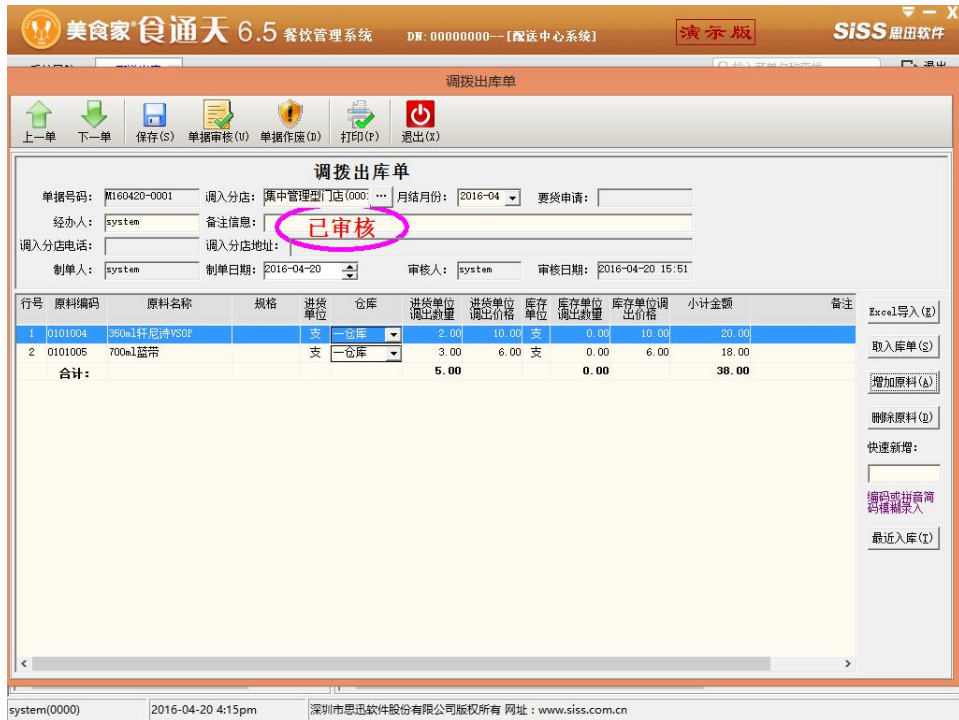 美食家®食通天 6.5 餐饮管理系统 DN:00000000--[配送中心系统] 演示版 SiSS 思迅软件
调拨出库单
上一单 下一单 保存(S) 单据审核(U) 单据作废(D) 打印(P) 退出(X)
调拨出库单
单据号码: M160420-0001 调入分店: 集中管理型门店(000 ... 月结月份: 2016-04 要货申请:
经办人: system 备注信息: 已审核
调入分店电话: 调入分店地址:
制单人: system 制单日期: 2016-04-20 审核人: system 审核日期: 2016-04-20 15:51
行号 原料编码 原料名称 规格 进货单位 仓库 进货单位调出数量 进货单位调出价格 库存单位 库存单位调出数量 库存单位调出价格 小计金额 备注
1 0101004 350ml轩尼诗VSOP 支 一仓库 2.00 10.00 支 0.00 10.00 20.00
2 0101005 700ml蓝带 支 一仓库 3.00 6.00 支 0.00 6.00 18.00
合计: 5.00 0.00 38.00
Excel导入(E)
取入库单(S)
增加原料(A)
删除原料(D)
快速新增:
编码或拼音简
码模糊录入
最近入库(I)
system(0000) 2016-04-20 4:15pm 深圳市思迅软件股份有限公司版权所有 网址:www.siss.com.cn